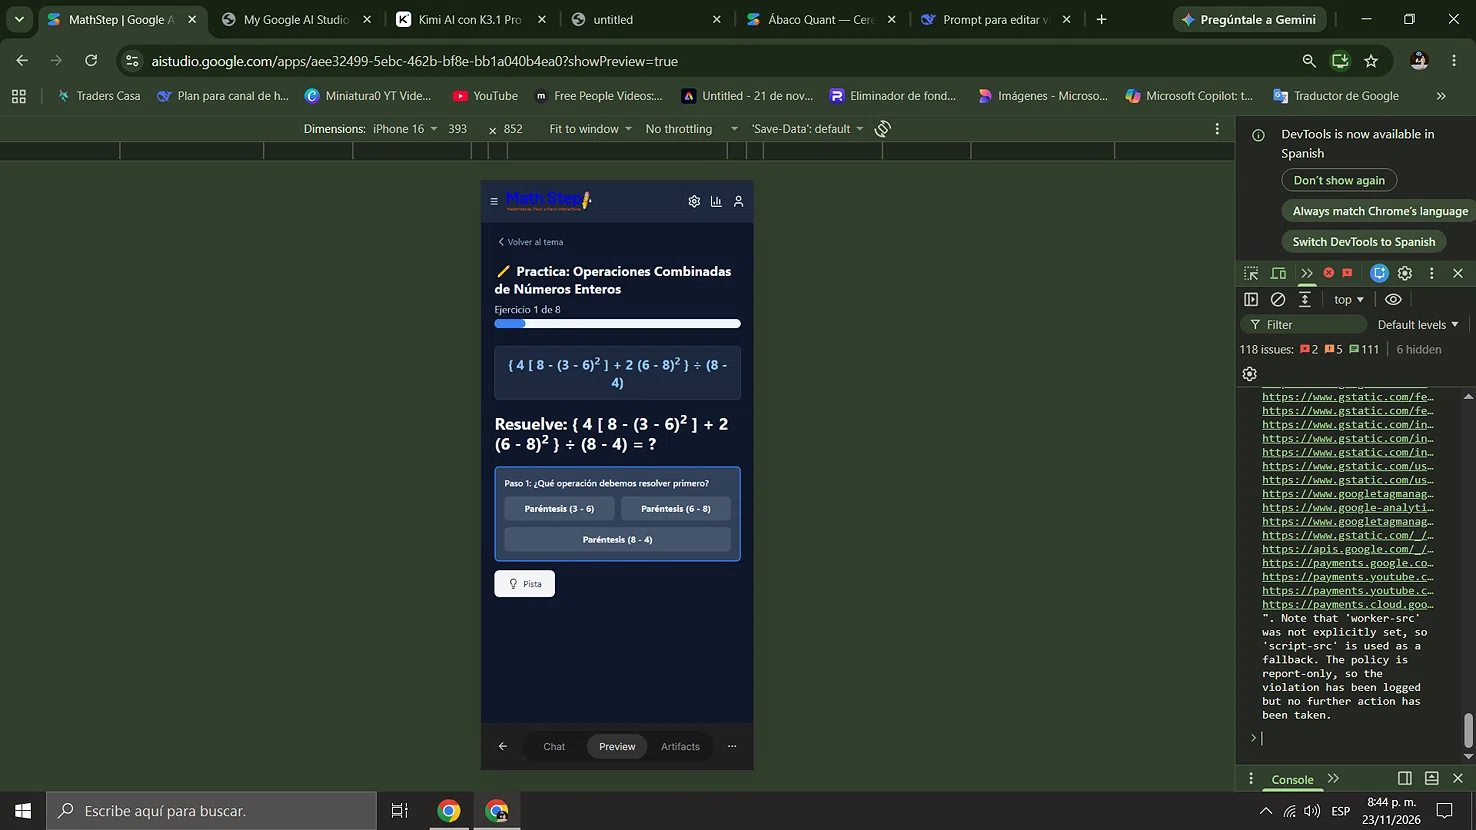 MathStep | Google A
My Google AI Studio
Kimi AI con K3.1 Pro
untitled
Ábaco Quant — Cere
Prompt para editar vi
Pregúntale a Gemini
aistudio.google.com/apps/aee32499-5ebc-462b-bf8e-bb1a040b4ea0?showPreview=true
Traders Casa
Plan para canal de h...
Miniatura0 YT Vide...
YouTube
Free People Videos:...
Untitled - 21 de nov...
Eliminador de fond...
Imágenes - Microso...
Microsoft Copilot: t...
Traductor de Google
Dimensions: iPhone 16 393 × 852 Fit to window No throttling 'Save-Data': default
Math Step
Volver al tema
Practica: Operaciones Combinadas
de Números Enteros
Ejercicio 1 de 8
{ 4 [ 8 - (3 - 6)² ] + 2 (6 - 8)² } ÷ (8 -
4)
Resuelve: { 4 [ 8 - (3 - 6)² ] + 2
(6 - 8)² } ÷ (8 - 4) = ?
Paso 1: ¿Qué operación debemos resolver primero?
Paréntesis (3 - 6)
Paréntesis (6 - 8)
Paréntesis (8 - 4)
Pista
Chat
Preview
Artifacts
DevTools is now available in
Spanish
Don't show again
Always match Chrome's language
Switch DevTools to Spanish
top
Filter
Default levels
118 issues: 2 5 111 6 hidden
https://www.gstatic.com/fe…
https://www.gstatic.com/fe…
https://www.gstatic.com/in…
https://www.gstatic.com/in…
https://www.gstatic.com/in…
https://www.gstatic.com/us…
https://www.gstatic.com/us…
https://www.googletagmanag…
https://www.google-analyti…
https://www.googletagmanag…
https://www.gstatic.com/_/…
https://apis.google.com/_/…
https://payments.google.co…
https://payments.youtube.c…
https://payments.youtube.c…
https://payments.cloud.goo…
". Note that 'worker-src'
was not explicitly set, so
'script-src' is used as a
fallback. The policy is
report-only, so the
violation has been logged
but no further action has
been taken.
Console
Escribe aquí para buscar.
ESP
8:44 p. m.
23/11/2026